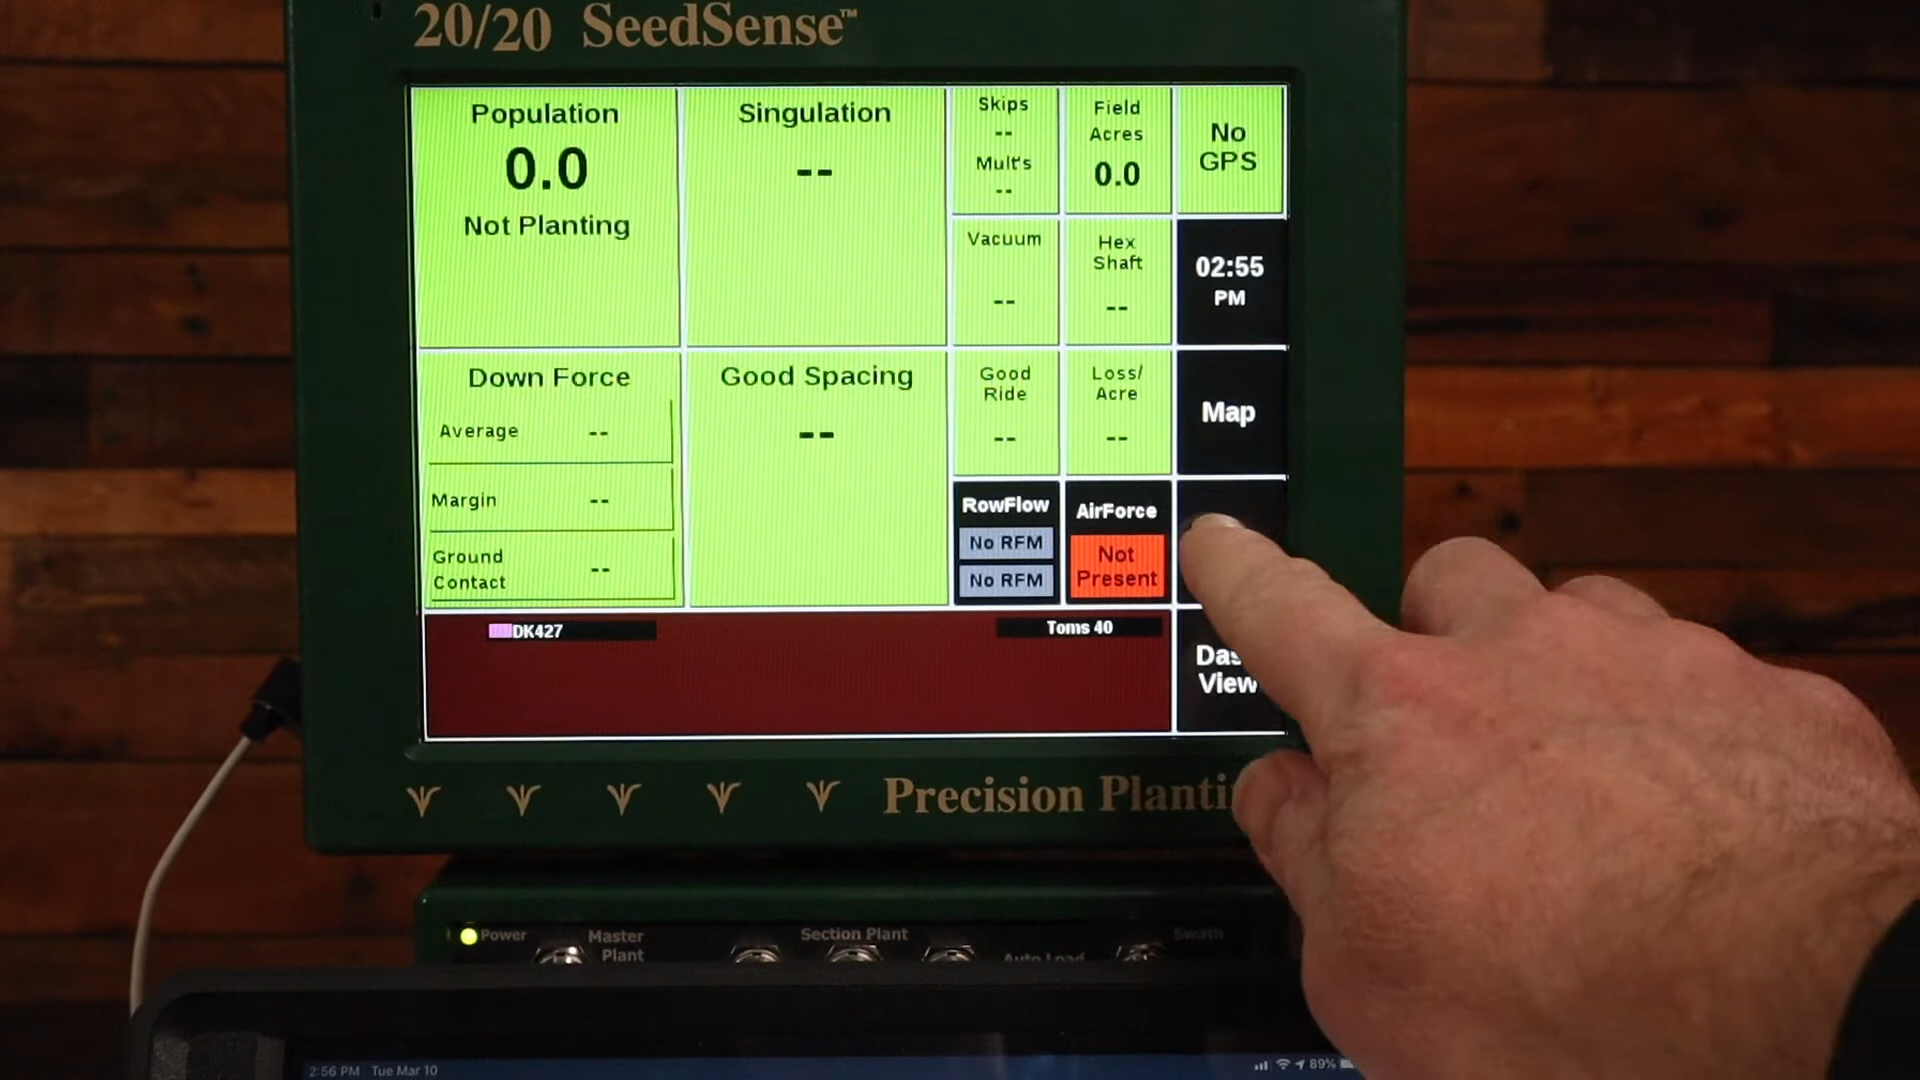 20/20 SeedSense™
Population
0.0
Not Planting
Singulation
--
Skips
--
Mult's
--
Field
Acres
0.0
No
GPS
Vacuum
--
Hex
Shaft
--
02:55
PM
Down Force
Average --
Margin --
Ground
Contact --
Good Spacing
--
Good
Ride
--
Loss/
Acre
--
Map
RowFlow
No RFM
No RFM
AirForce
Not
Present
DK427
Toms 40
View
Precision
Power
Master
Plant
Section Plant
Auto Load
Swath
2:56 PM Tue Mar 10
89%